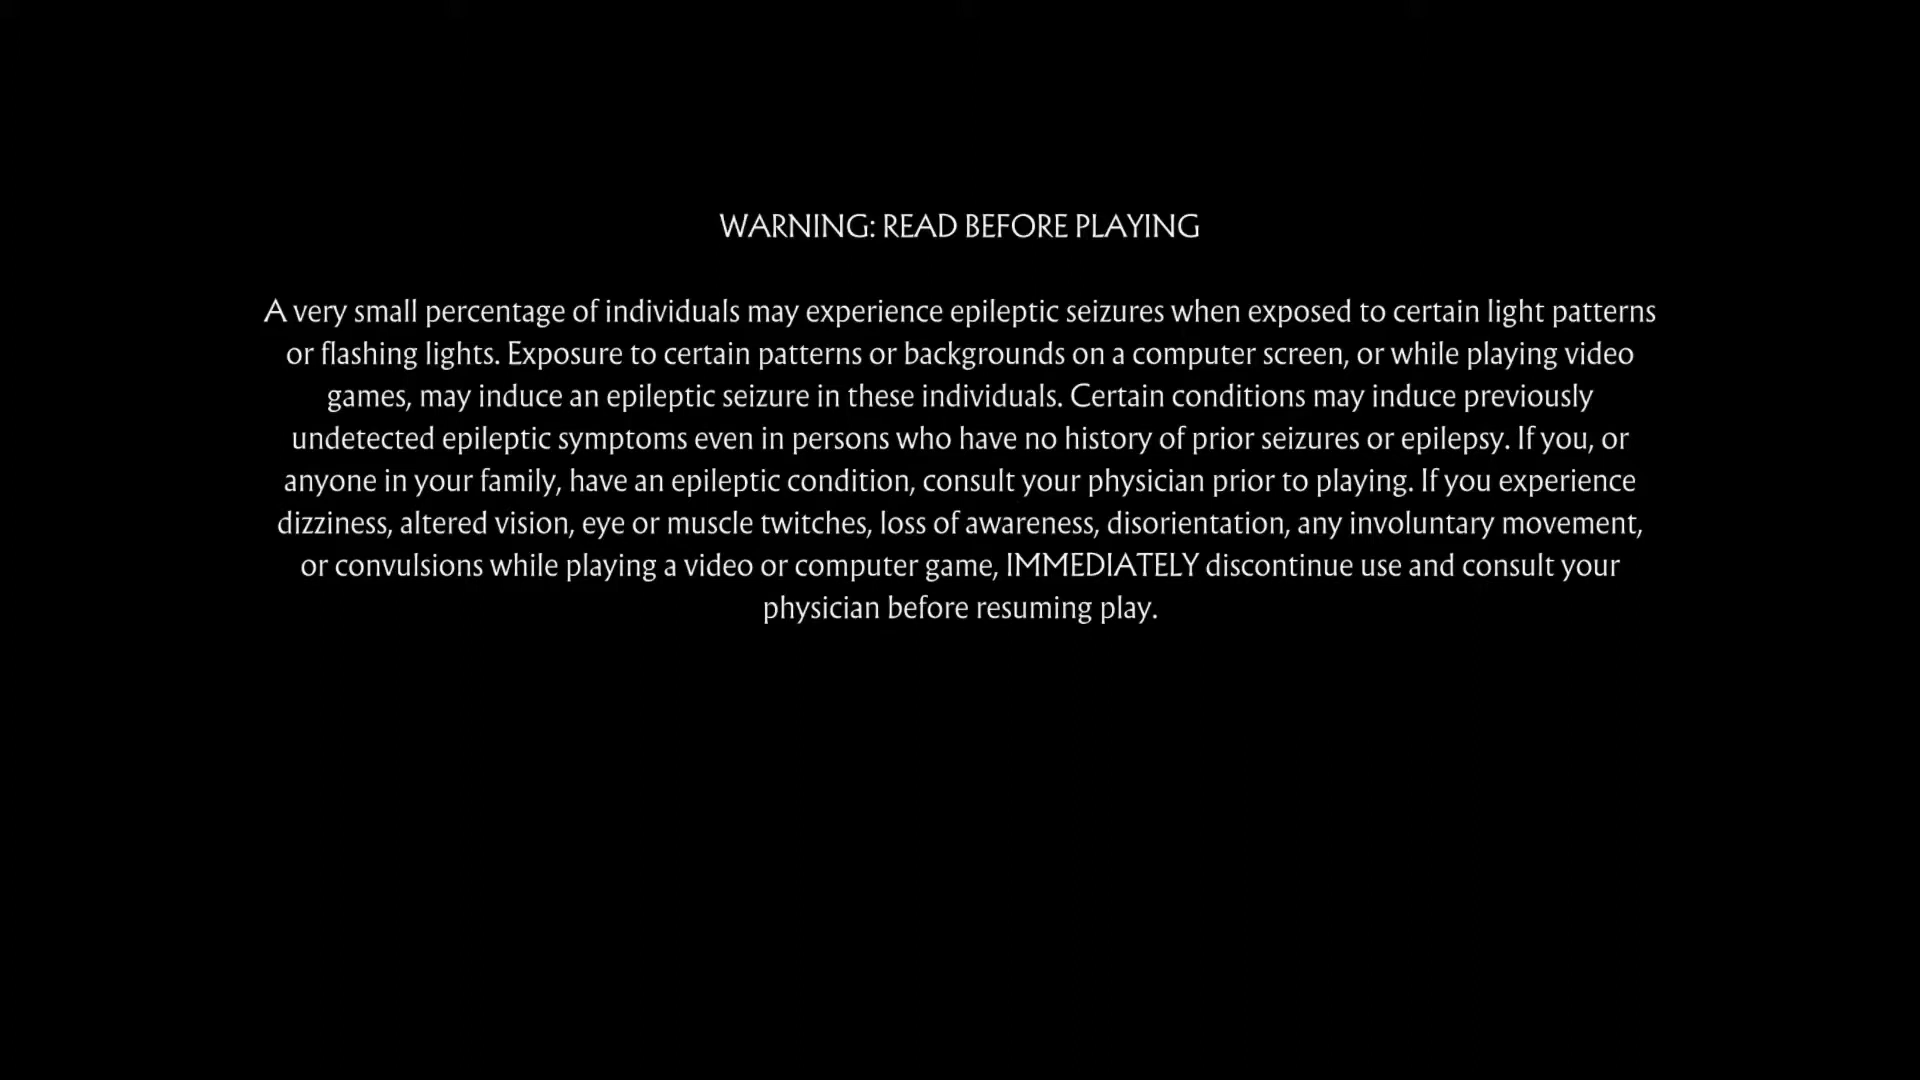 WARNING: READ BEFORE PLAYING
A very small percentage of individuals may experience epileptic seizures when exposed to certain light patterns
or flashing lights. Exposure to certain patterns or backgrounds on a computer screen, or while playing video
games, may induce an epileptic seizure in these individuals. Certain conditions may induce previously
undetected epileptic symptoms even in persons who have no history of prior seizures or epilepsy. If you, or
anyone in your family, have an epileptic condition, consult your physician prior to playing. If you experience
dizziness, altered vision, eye or muscle twitches, loss of awareness, disorientation, any involuntary movement,
or convulsions while playing a video or computer game, IMMEDIATELY discontinue use and consult your
physician before resuming play.